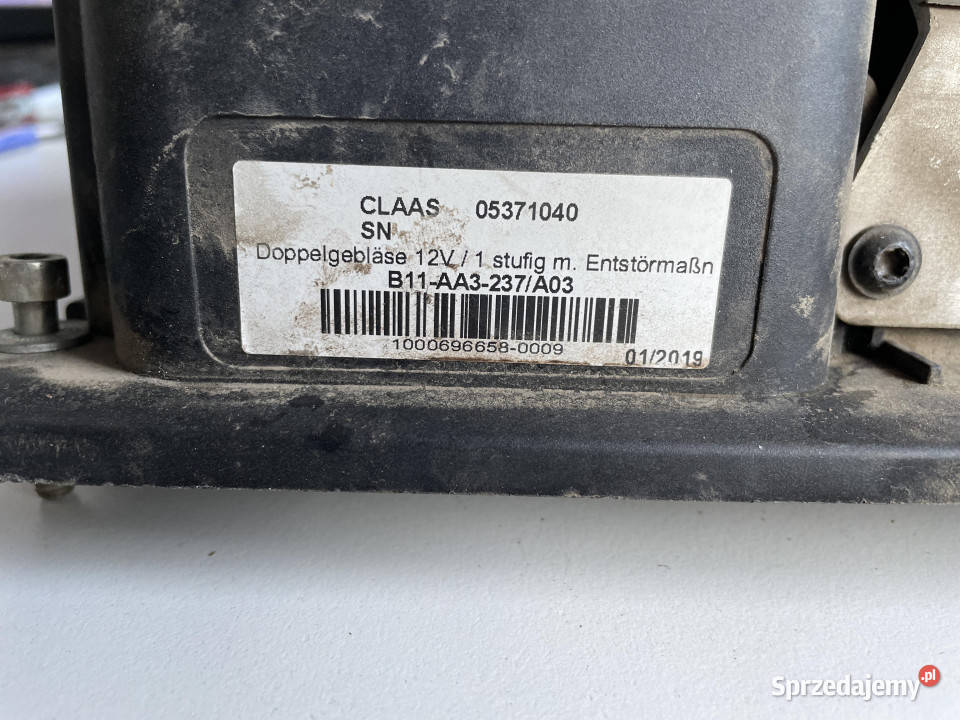 CLAAS 05371040
SN
Doppelgebläse 12V / 1 stufig m. Entstörmaßn
B11-AA3-237/A03
1000696658-0009
01/2019
Sprzedajemy.pl